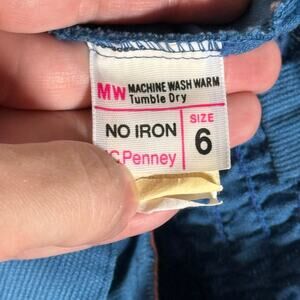 MW MACHINE WASH WARM
Tumble Dry
NO IRON
SIZE
6
C.Penney